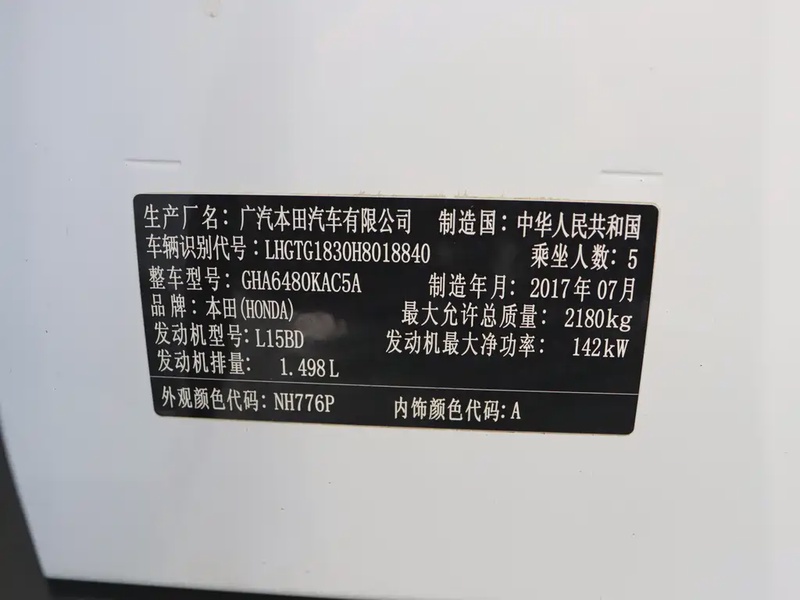 生产厂名：广汽本田汽车有限公司 制造国：中华人民共和国
车辆识别代号：LHGTG1830H8018840 乘坐人数：5
整车型号：GHA6480KAC5A 制造年月：2017年07月
品牌：本田(HONDA) 最大允许总质量：2180kg
发动机型号：L15BD 发动机最大净功率：142kW
发动机排量：1.498L
外观颜色代码：NH776P 内饰颜色代码：A